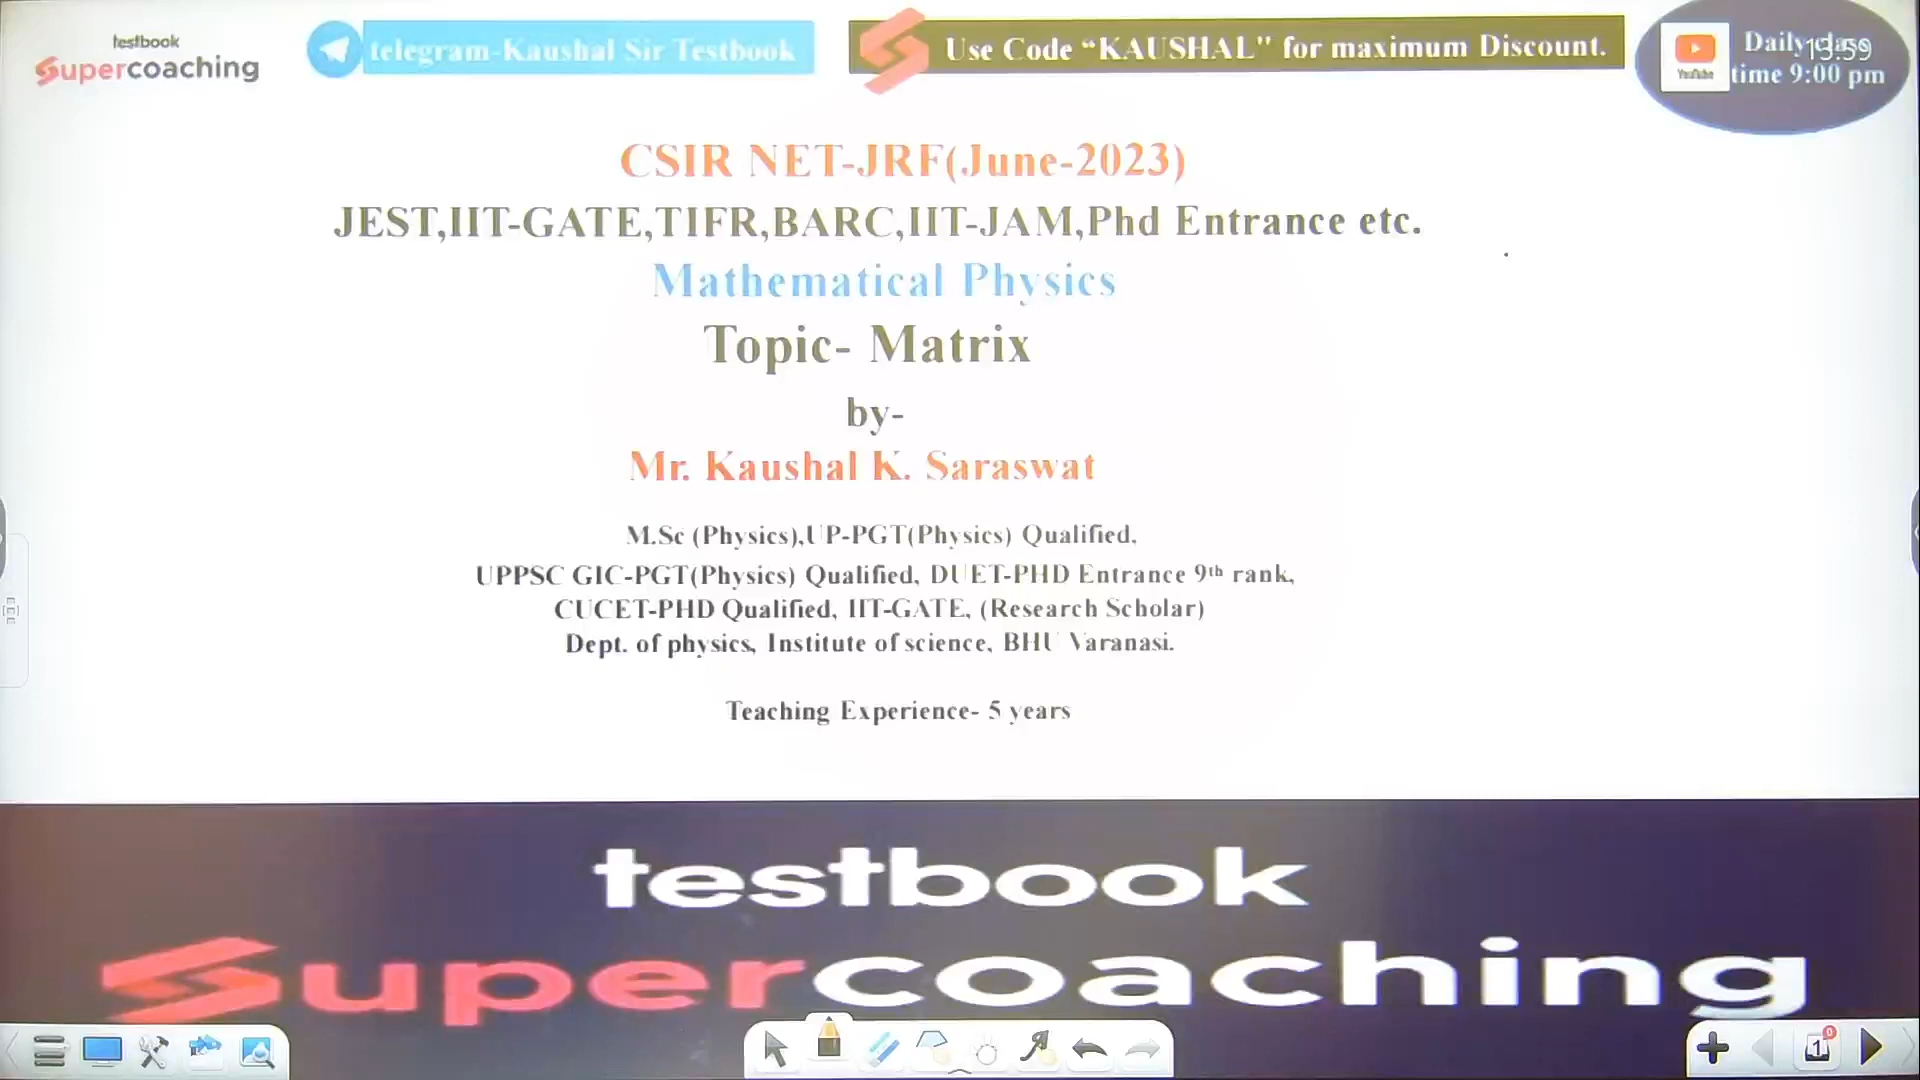 testbook
Supercoaching
telegram-Kaushal Sir Testbook
Use Code “KAUSHAL" for maximum Discount.
YouTube
Daily class
time 9:00 pm
13:59
CSIR NET-JRF(June-2023)
JEST,IIT-GATE,TIFR,BARC,IIT-JAM,Phd Entrance etc.
Mathematical Physics
Topic- Matrix
by-
Mr. Kaushal K. Saraswat
M.Sc (Physics),UP-PGT(Physics) Qualified,
UPPSC GIC-PGT(Physics) Qualified, DUET-PHD Entrance 9th rank,
CUCET-PHD Qualified, IIT-GATE, (Research Scholar)
Dept. of physics, Institute of science, BHU Varanasi.
Teaching Experience- 5 years
testbook
Supercoaching
1
0